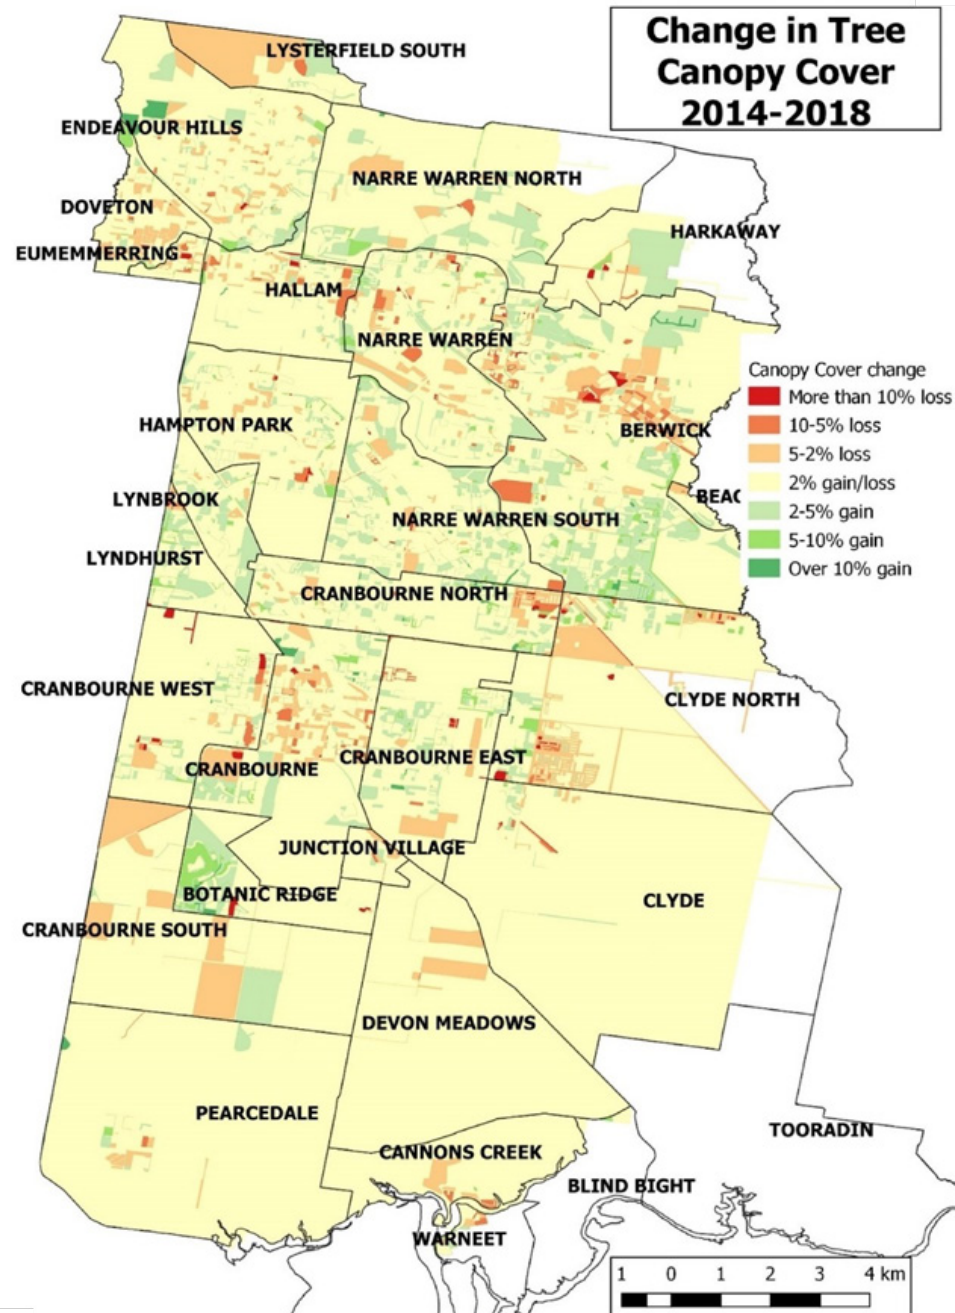 Change in Tree
Canopy Cover
2014-2018
LYSTERFIELD SOUTH
ENDEAVOUR HILLS
NARRE WARREN NORTH
DOVETON
HARKAWAY
EUMEMMERRING
HALLAM
NARRE WARREN
Canopy Cover change
More than 10% loss
10-5% loss
5-2% loss
2% gain/loss
2-5% gain
5-10% gain
Over 10% gain
HAMPTON PARK
BERWICK
LYNBROOK
BEAC
NARRE WARREN SOUTH
LYNDHURST
CRANBOURNE NORTH
CRANBOURNE WEST
CLYDE NORTH
CRANBOURNE EAST
CRANBOURNE
JUNCTION VILLAGE
BOTANIC RIDGE
CLYDE
CRANBOURNE SOUTH
DEVON MEADOWS
PEARCEDALE
TOORADIN
CANNONS CREEK
BLIND BIGHT
WARNEET
1 0 1 2 3 4 km